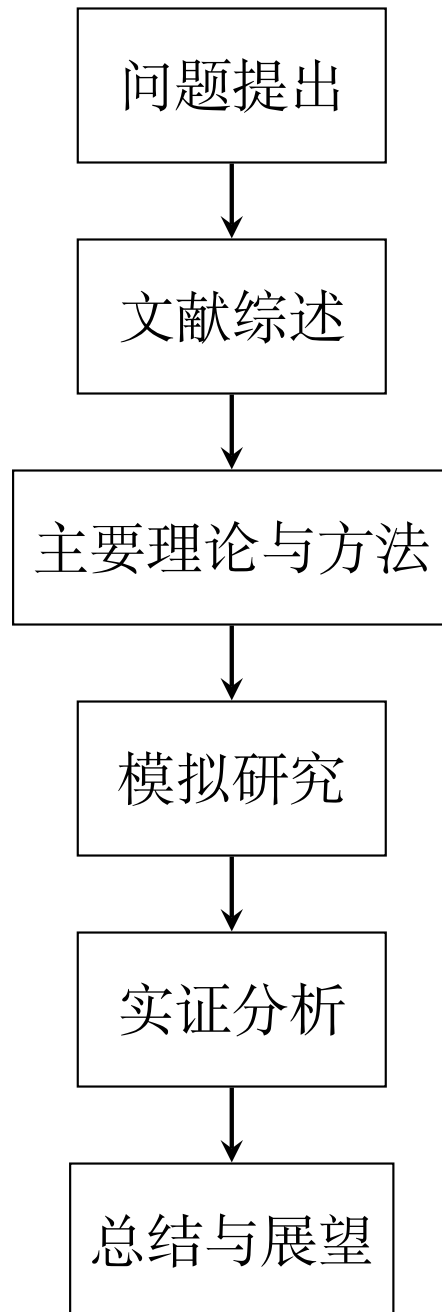 问题提出
文献综述
主要理论与方法
模拟研究
实证分析
总结与展望